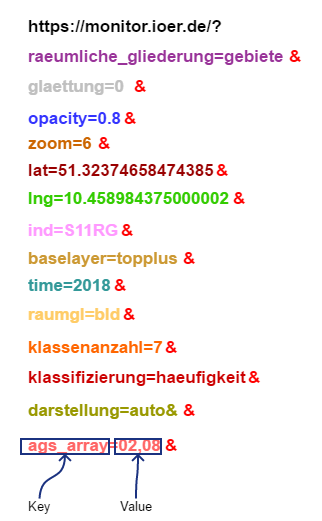 https://monitor.ioer.de/?
raeumliche_gliederung=gebiete &
glaettung=0 &
opacity=0.8 &
zoom=6 &
lat=51.32374658474385 &
lng=10.458984375000002 &
ind=S11RG &
baselayer=topplus &
time=2018 &
raumgl=bld &
klassenanzahl=7 &
klassifizierung=haeufigkeit &
darstellung=auto& &
ags_array=02,08 &
Key Value